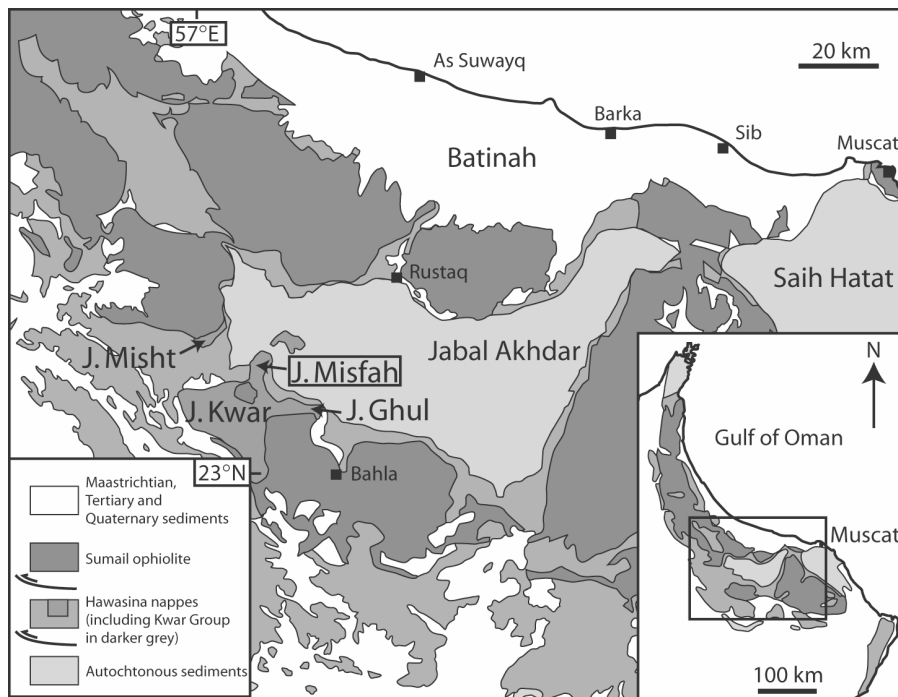 57°E
As Suwayq
20 km
Barka
Sib
Muscat
Batinah
Rustaq
Saih Hatat
J. Misht
Jabal Akhdar
J. Misfah
J. Kwar
J. Ghul
N
Gulf of Oman
23°N
Bahla
Muscat
100 km
Maastrichtian,
Tertiary and
Quaternary sediments
Sumail ophiolite
Hawasina nappes
(including Kwar Group
in darker grey)
Autochtonous sediments